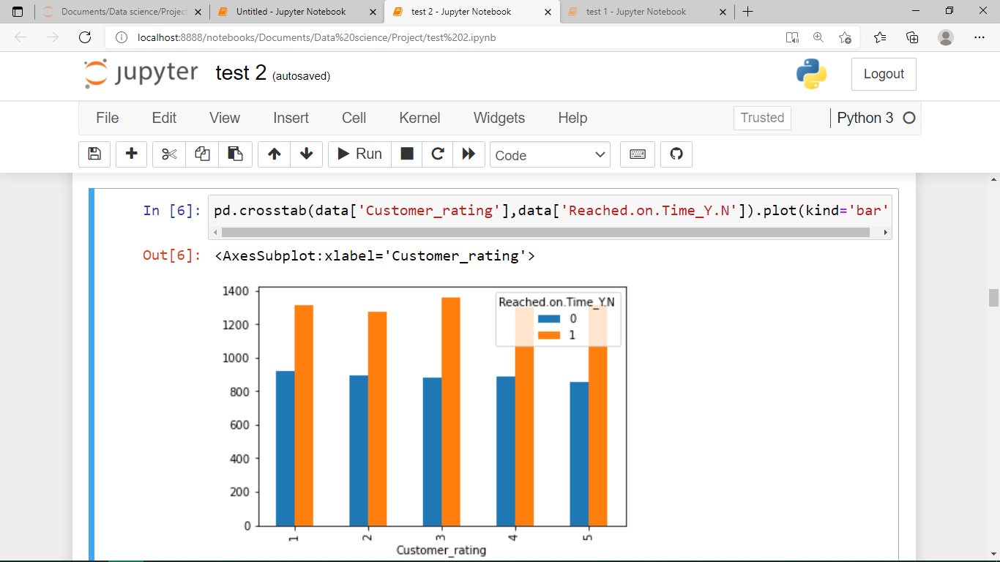 Documents/Data science/Project
Untitled - Jupyter Notebook
test 2 - Jupyter Notebook
test 1 - Jupyter Notebook
localhost:8888/notebooks/Documents/Data%20science/Project/test%202.ipynb
jupyter test 2 (autosaved)
Logout
File Edit View Insert Cell Kernel Widgets Help
Trusted
Python 3
Run
Code
In [6]: pd.crosstab(data['Customer_rating'],data['Reached.on.Time_Y.N']).plot(kind='bar'
Out[6]: <AxesSubplot:xlabel='Customer_rating'>
Reached.on.Time_Y.N
0
1
1400
1200
1000
800
600
400
200
0
1 2 3 4 5
Customer_rating